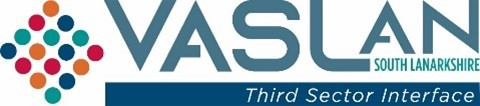 VASLAN
SOUTH LANARKSHIRE
Third Sector Interface